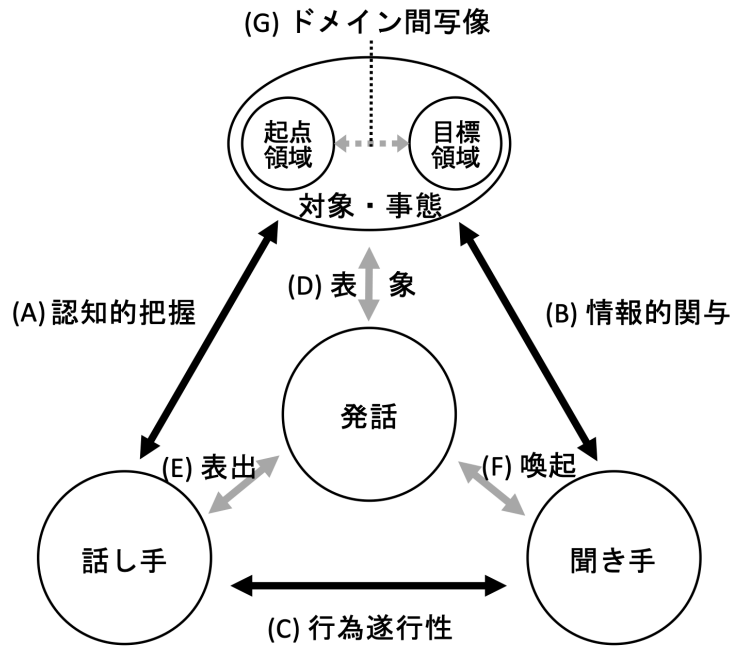 (G) ドメイン間写像
起点
領域
目標
領域
対象・事態
(D) 表 象
(A) 認知的把握
(B) 情報的関与
発話
(E) 表出
(F) 喚起
話し手
聞き手
(C) 行為遂行性